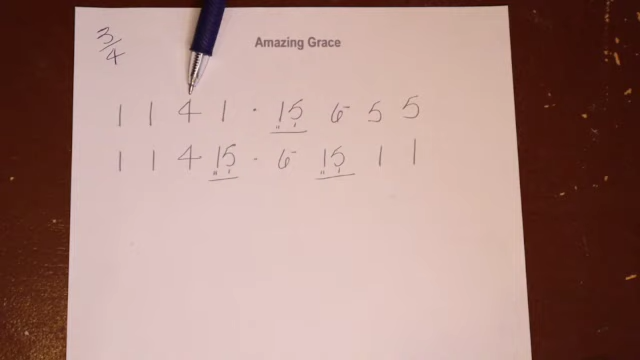 3/4
Amazing Grace
1 1 4 1 · 15 6- 5 5
1 1 4 15 · 6- 15 1 1